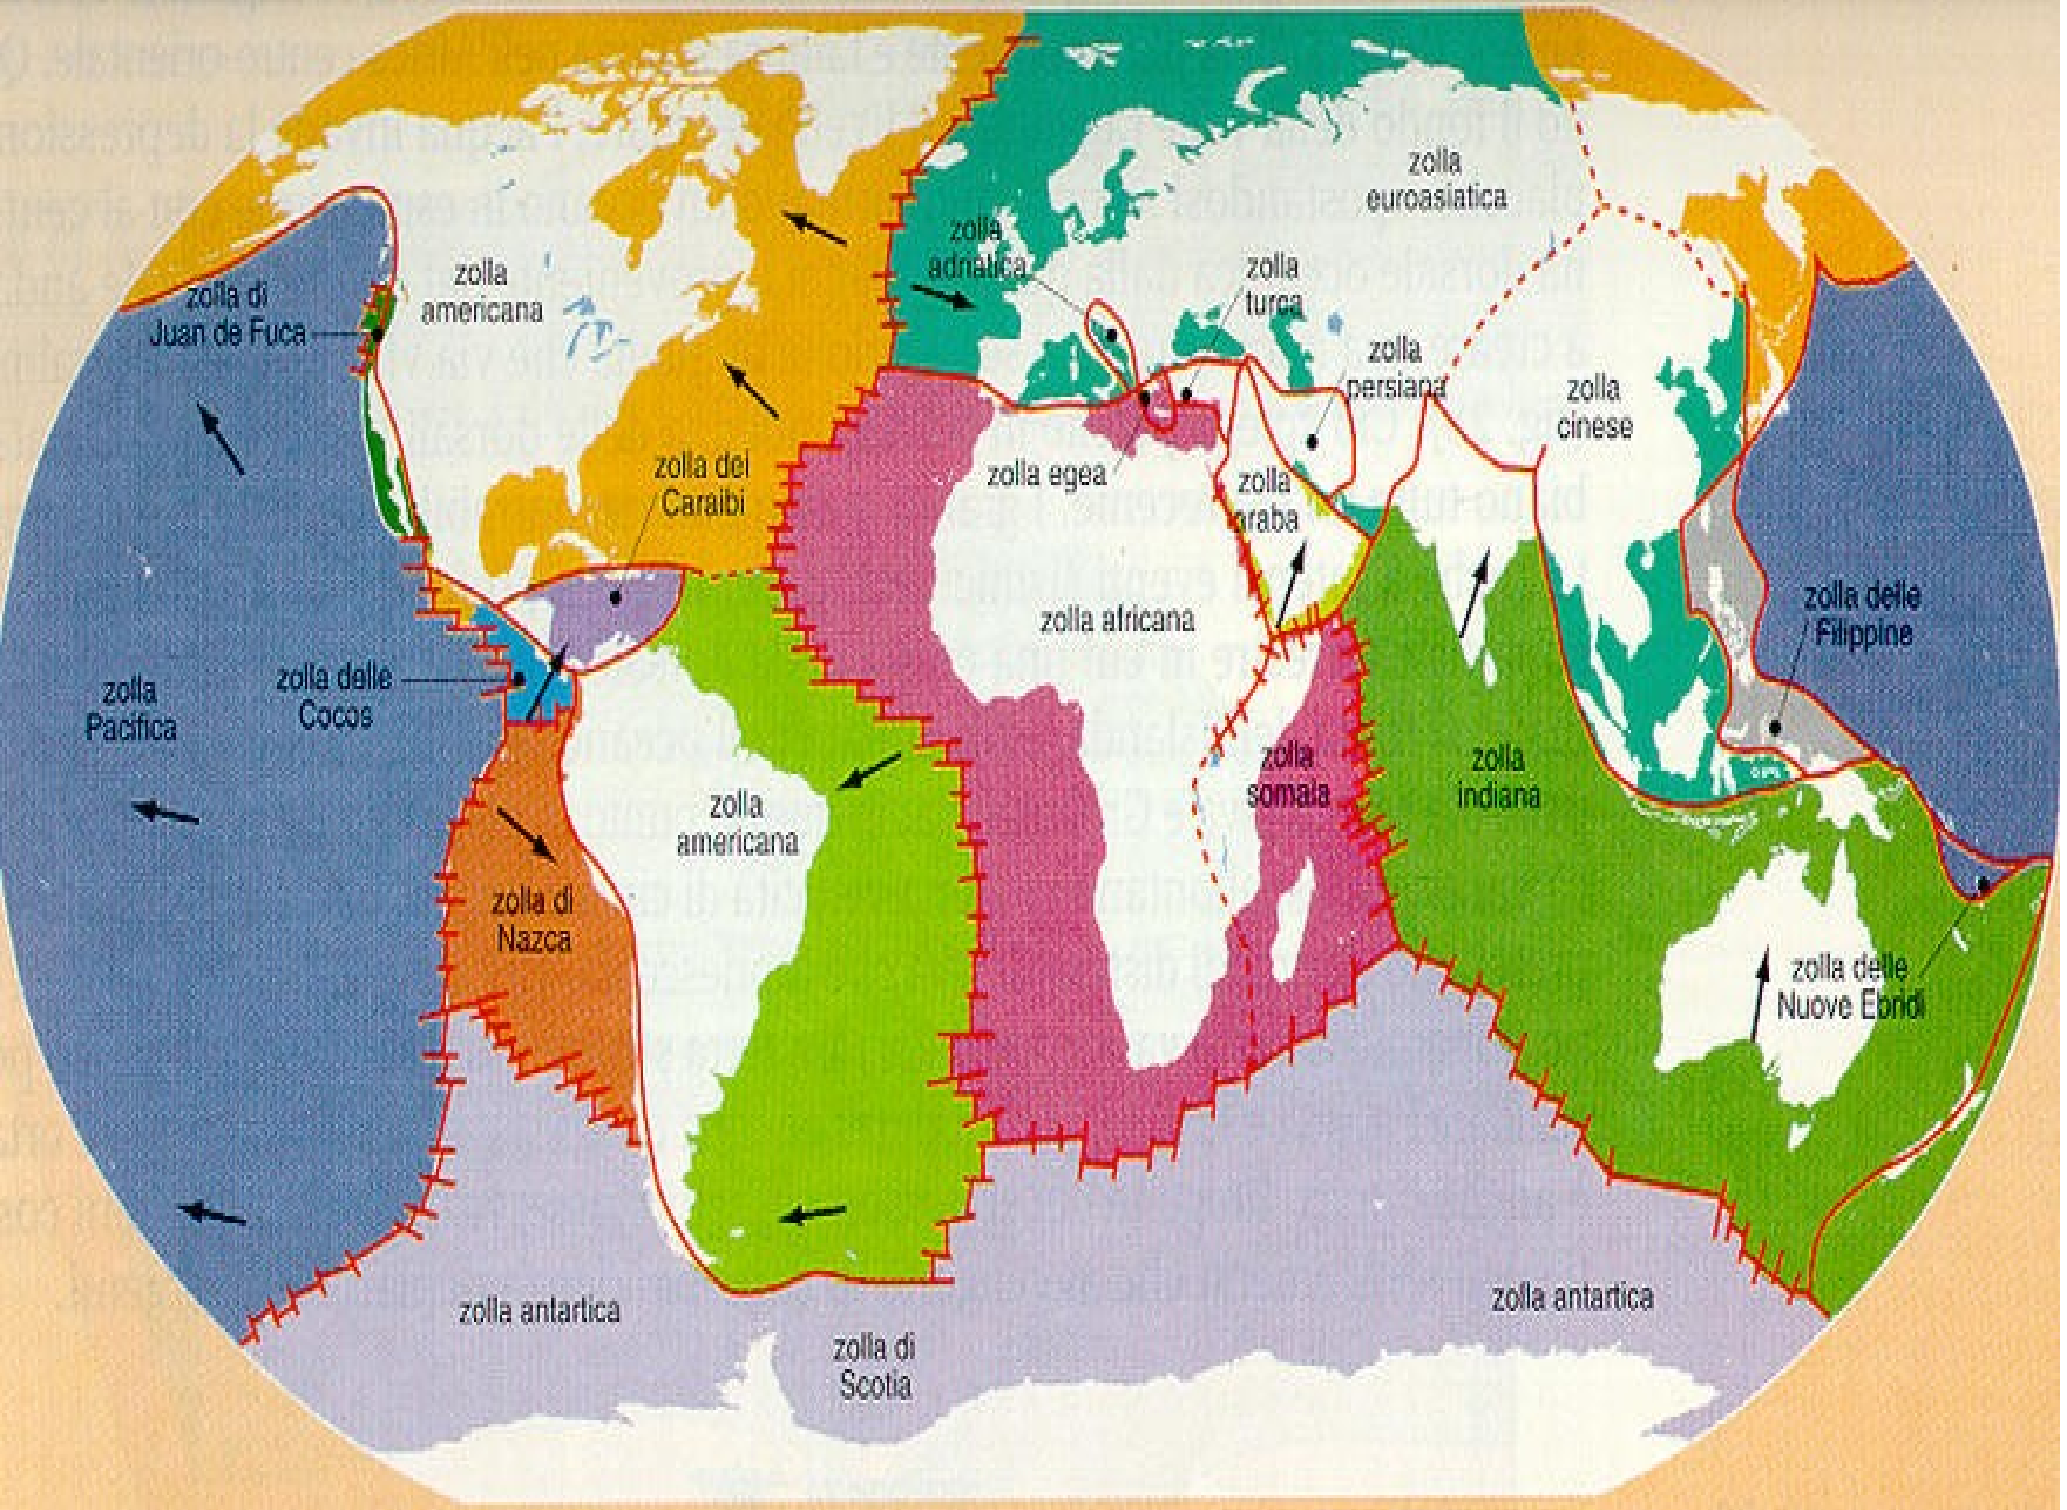 zolla
euroasiatica
zolla
adriatica
zolla
turca
zolla
americana
zolla di
Juan de Fuca
zolla
persiana
zolla
cinese
zolla dei
Caraibi
zolla egea
zolla
araba
zolla africana
zolla delle
Filippine
zolla
Pacifica
zolla delle
Cocos
zolla
americana
zolla
somala
zolla
indiana
zolla di
Nazca
zolla delle
Nuove Ebridi
zolla antartica
zolla antartica
zolla di
Scotia